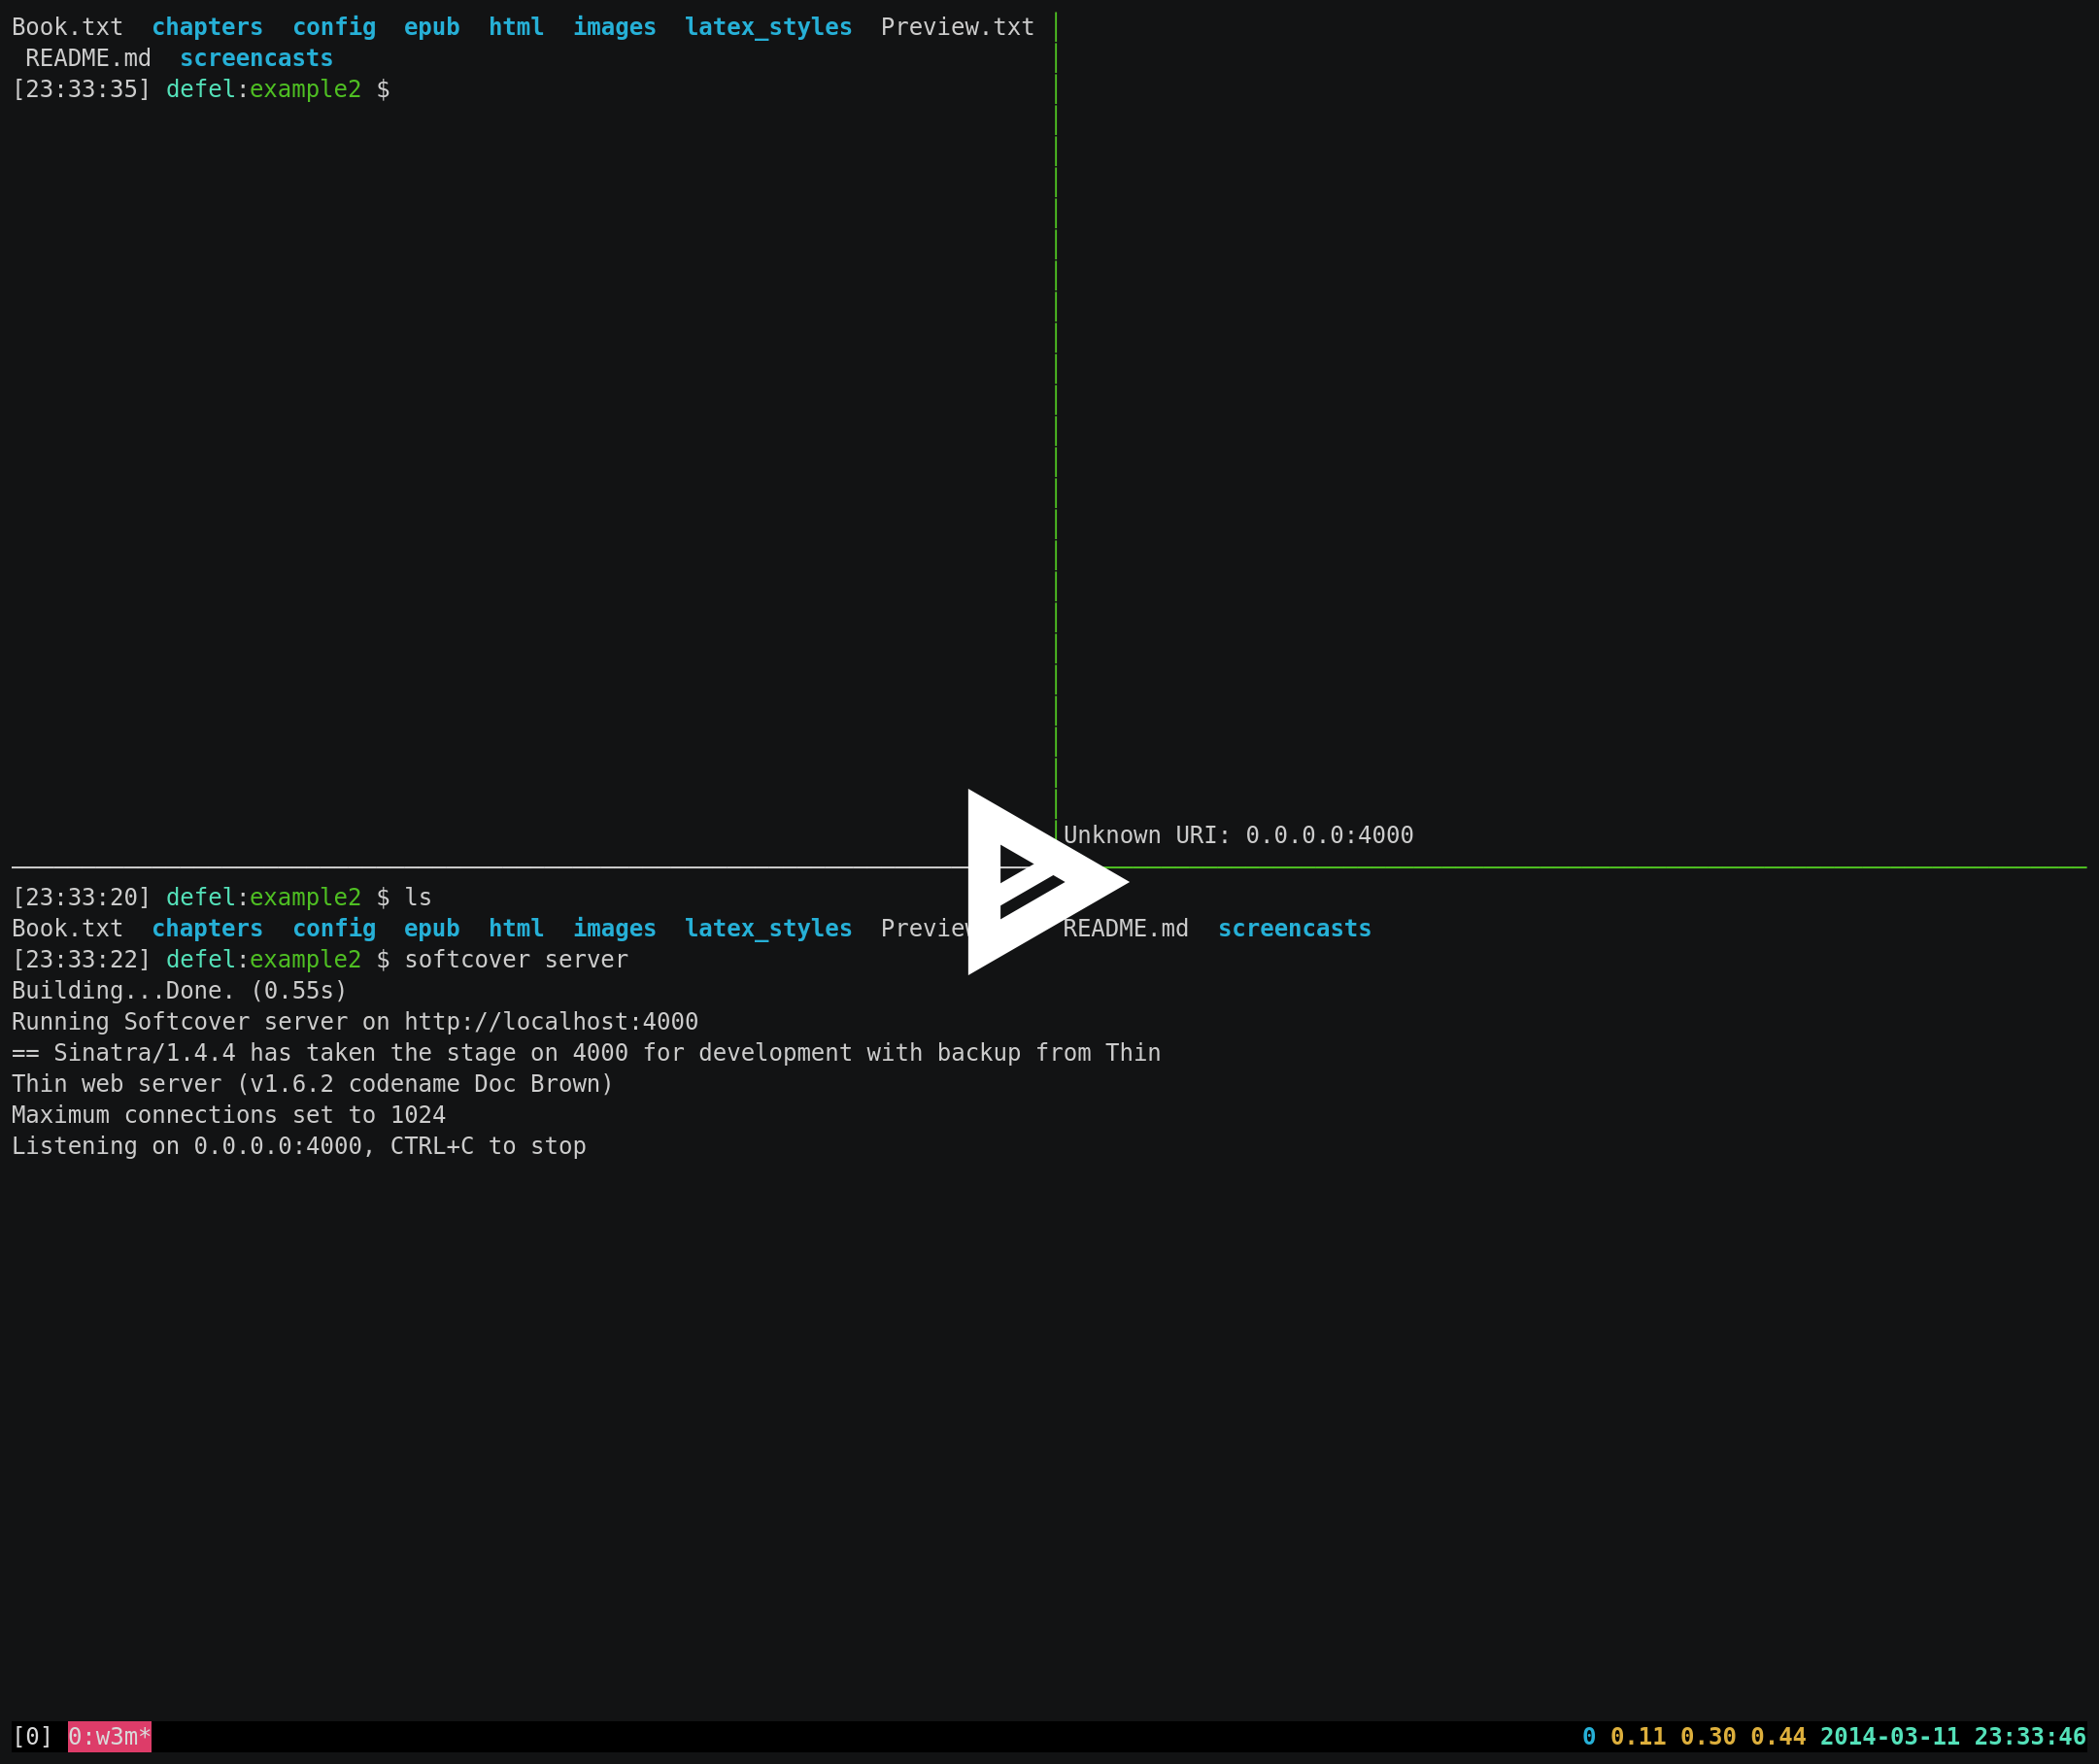 Book.txt  chapters  config  epub  html  images  latex_styles  Preview.txt
 README.md  screencasts
[23:33:35] defel:example2 $
Unknown URI: 0.0.0.0:4000
[23:33:20] defel:example2 $ ls
Book.txt  chapters  config  epub  html  images  latex_styles  README.md  screencasts
[23:33:22] defel:example2 $ softcover server
Building...Done. (0.55s)
Running Softcover server on http://localhost:4000
== Sinatra/1.4.4 has taken the stage on 4000 for development with backup from Thin
Thin web server (v1.6.2 codename Doc Brown)
Maximum connections set to 1024
Listening on 0.0.0.0:4000, CTRL+C to stop
[0] 0:w3m*  0 0.11 0.30 0.44 2014-03-11 23:33:46